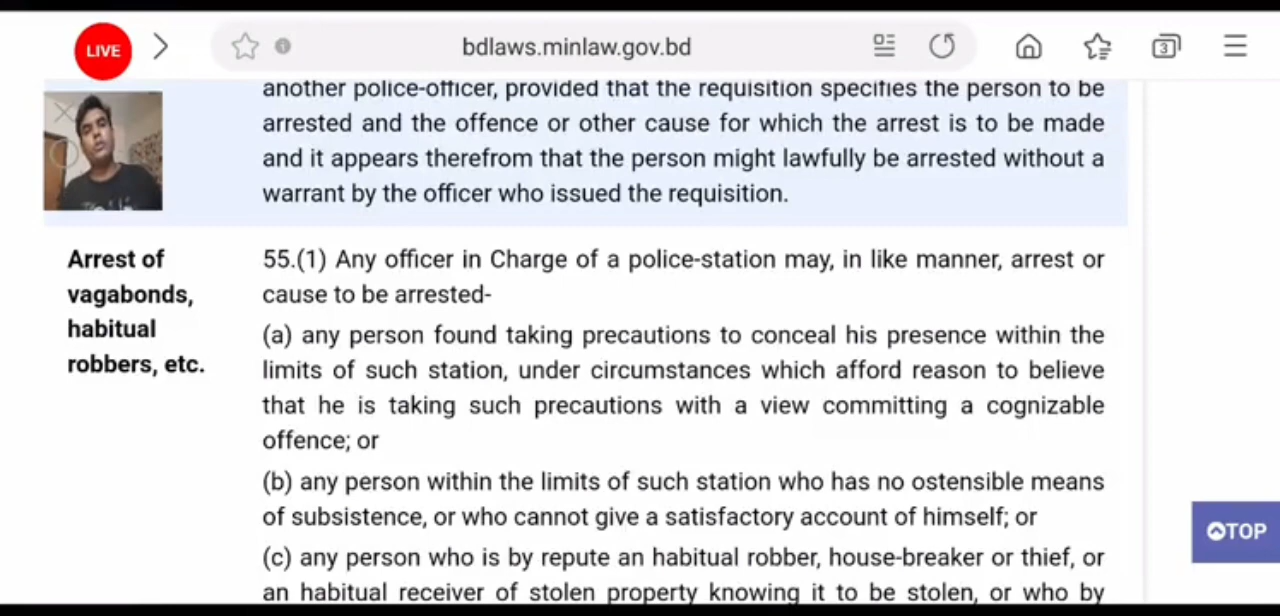 LIVE
bdlaws.minlaw.gov.bd
3
another police-officer, provided that the requisition specifies the person to be
arrested and the offence or other cause for which the arrest is to be made
and it appears therefrom that the person might lawfully be arrested without a
warrant by the officer who issued the requisition.
Arrest of
vagabonds,
habitual
robbers, etc.
55.(1) Any officer in Charge of a police-station may, in like manner, arrest or
cause to be arrested-
(a) any person found taking precautions to conceal his presence within the
limits of such station, under circumstances which afford reason to believe
that he is taking such precautions with a view committing a cognizable
offence; or
(b) any person within the limits of such station who has no ostensible means
of subsistence, or who cannot give a satisfactory account of himself; or
(c) any person who is by repute an habitual robber, house-breaker or thief, or
an habitual receiver of stolen property knowing it to be stolen, or who by
TOP